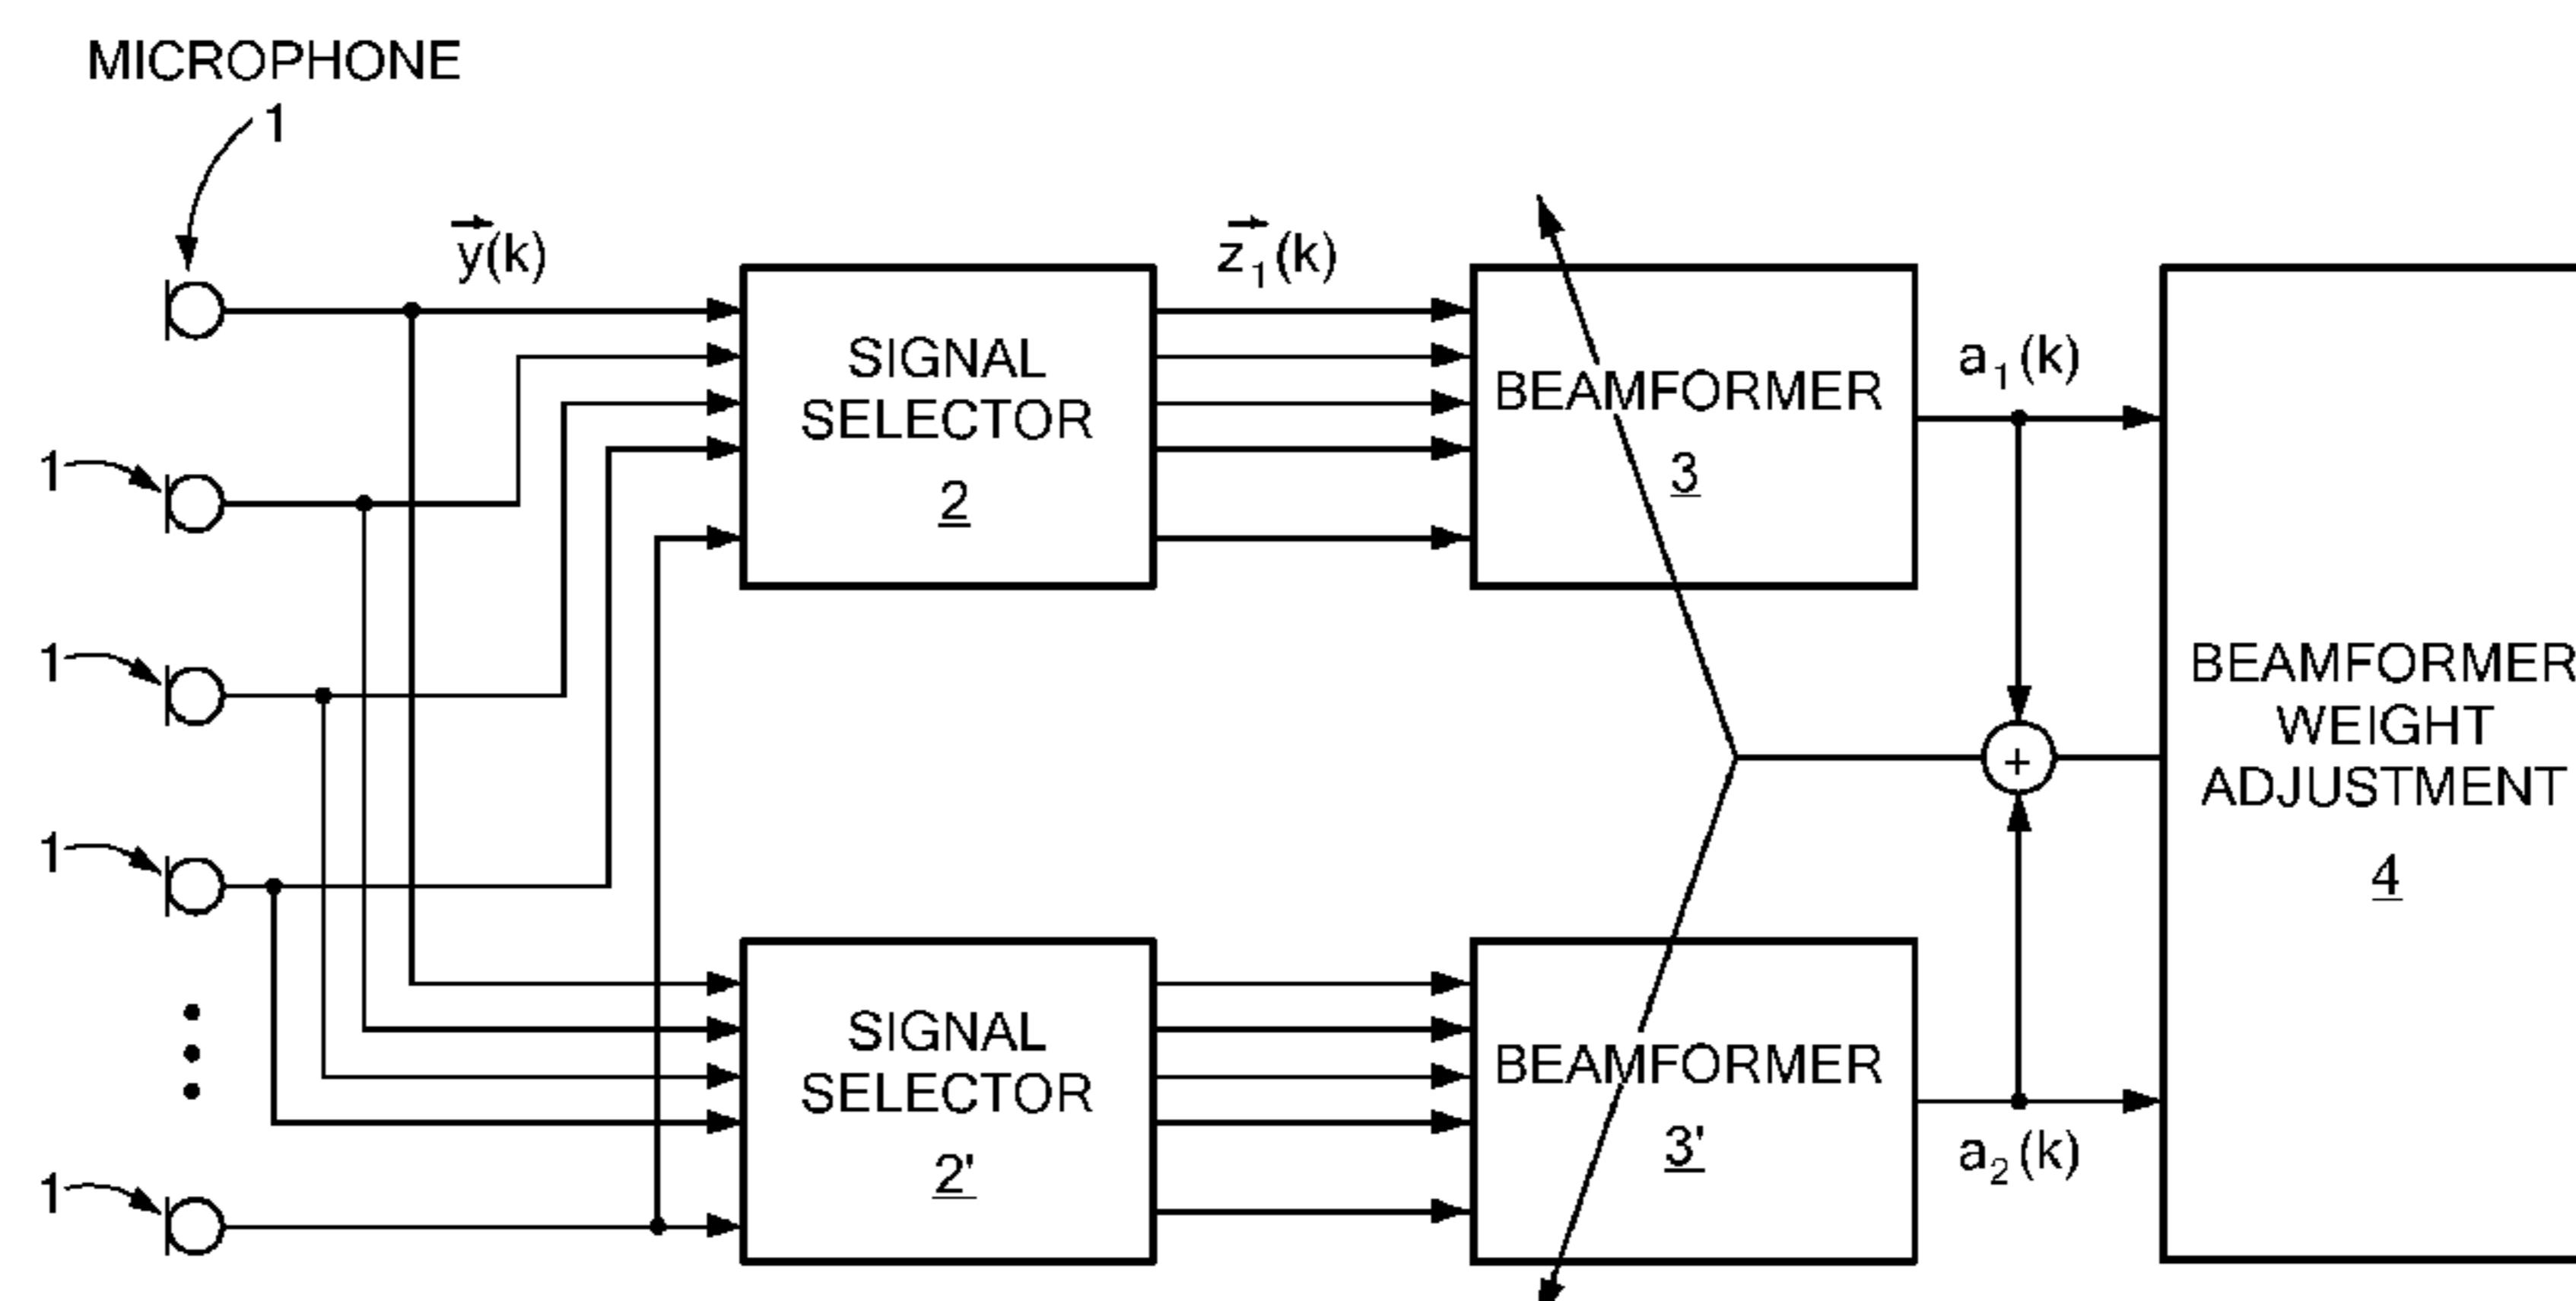 MICROPHONE
1
y⃗(k)
z⃗₁(k)
SIGNAL
SELECTOR
2
BEAMFORMER
3
a₁(k)
1
1
BEAMFORMER
WEIGHT
ADJUSTMENT
4
+
1
SIGNAL
SELECTOR
2'
BEAMFORMER
3'
a₂(k)
1